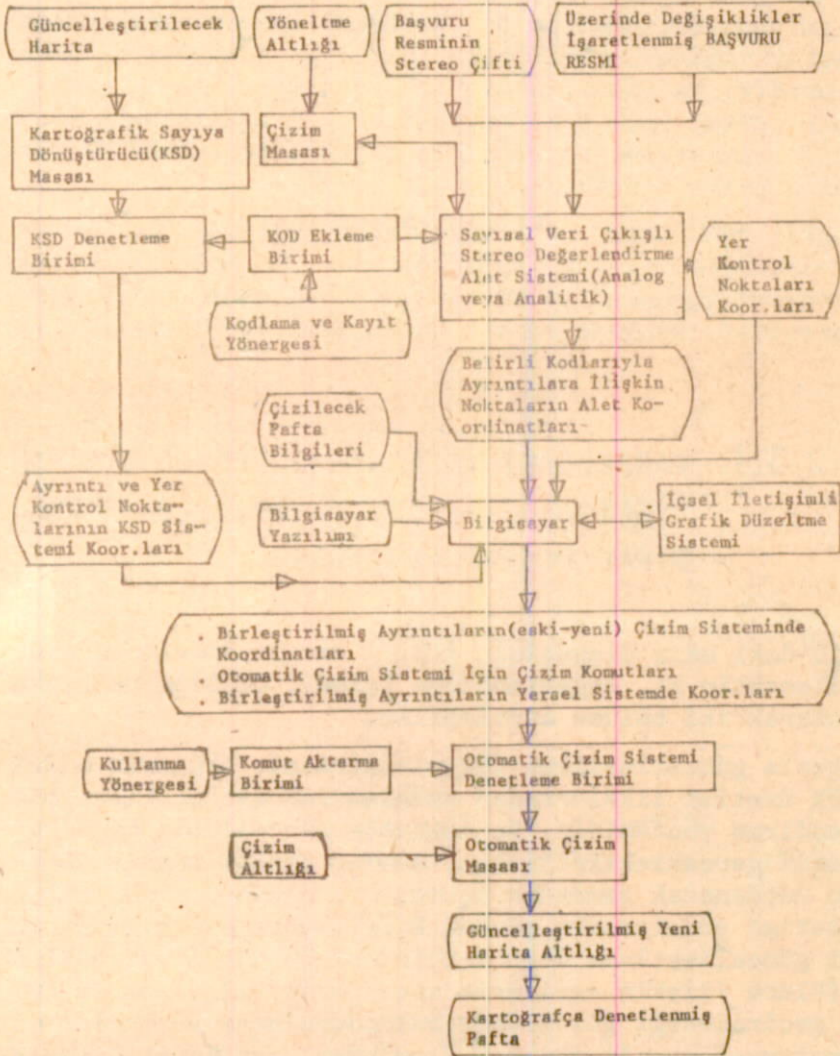 Güncelleştirilecek
Harita
Yöneltme
Altlığı
Başvuru
Resminin
Stereo Çifti
Üzerinde Değişiklikler
İşaretlenmiş BAŞVURU
RESMİ
Kartoğrafik Sayıya
Dönüştürücü(KSD)
Masası
Çizim
Masası
KSD Denetleme
Birimi
KOD Ekleme
Birimi
Sayısal Veri Çıkışlı
Stereo Değerlendirme
Alet Sistemi(Analog
veya Analitik)
Yer
Kontrol
Noktaları
Koor.ları
Kodlama ve Kayıt
Yönergesi
Belirli Kodlarıyla
Ayrıntılara İlişkin
Noktaların Alet Ko-
ordinatları
Çizilecek
Pafta
Bilgileri
Ayrıntı ve Yer
Kontrol Nokta-
larının KSD Sis-
temi Koor.ları
Bilgisayar
Yazılımı
Bilgisayar
İçsel İletişimli
Grafik Düzeltme
Sistemi
. Birleştirilmiş Ayrıntıların(eski-yeni) Çizim Sisteminde
Koordinatları
. Otomatik Çizim Sistemi İçin Çizim Komutları
. Birleştirilmiş Ayrıntıların Yersel Sistemde Koor.ları
Kullanma
Yönergesi
Komut Aktarma
Birimi
Otomatik Çizim Sistemi
Denetleme Birimi
Çizim
Altlığı
Otomatik Çizim
Masası
Güncelleştirilmiş Yeni
Harita Altlığı
Kartoğrafça Denetlenmiş
Pafta